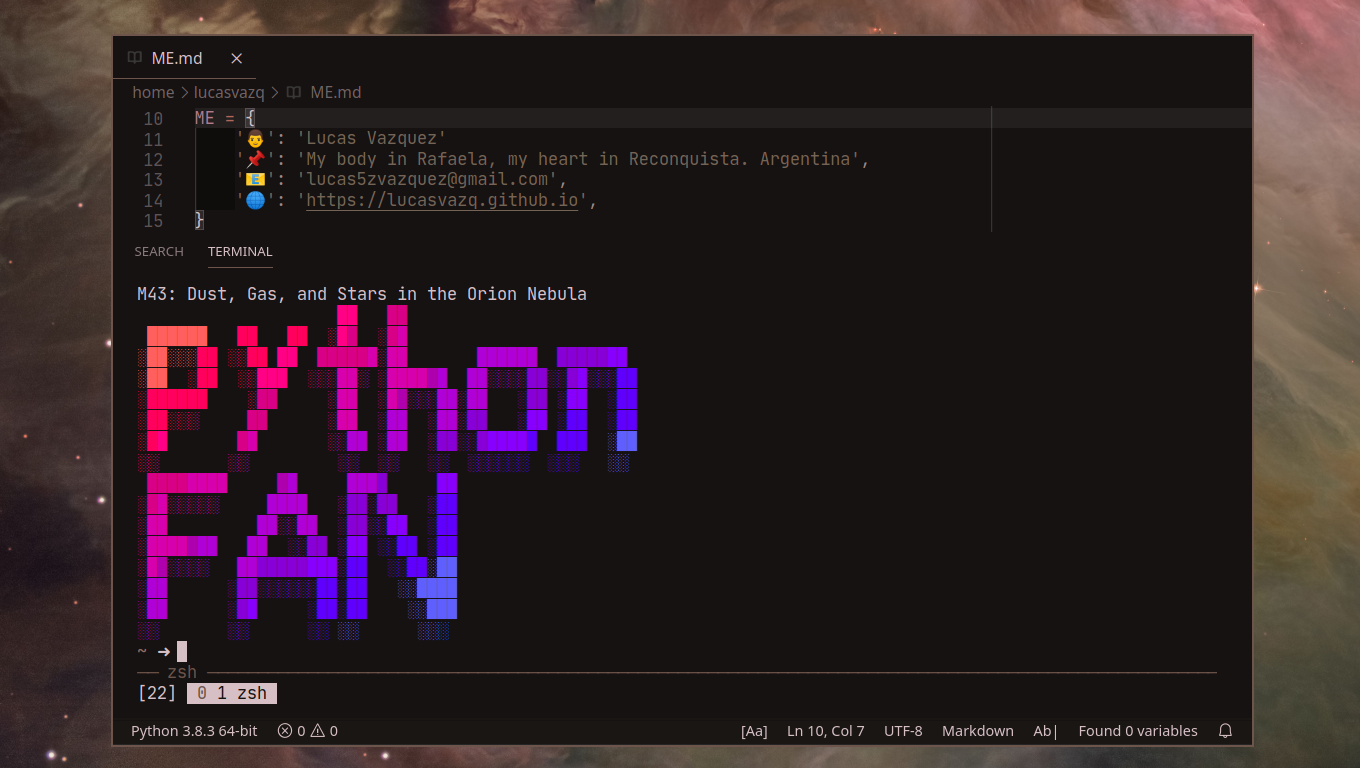 ME.md
home > lucasvazq > ME.md
10 ME = {
11 '👨': 'Lucas Vazquez'
12 '📌': 'My body in Rafaela, my heart in Reconquista. Argentina',
13 '📧': 'lucas5zvazquez@gmail.com',
14 '🌐': 'https://lucasvazq.github.io',
15 }
SEARCH TERMINAL
M43: Dust, Gas, and Stars in the Orion Nebula
Python
FAN
~ ➜
zsh
[22] 0 1 zsh
Python 3.8.3 64-bit 0 0 [Aa] Ln 10, Col 7 UTF-8 Markdown Ab| Found 0 variables